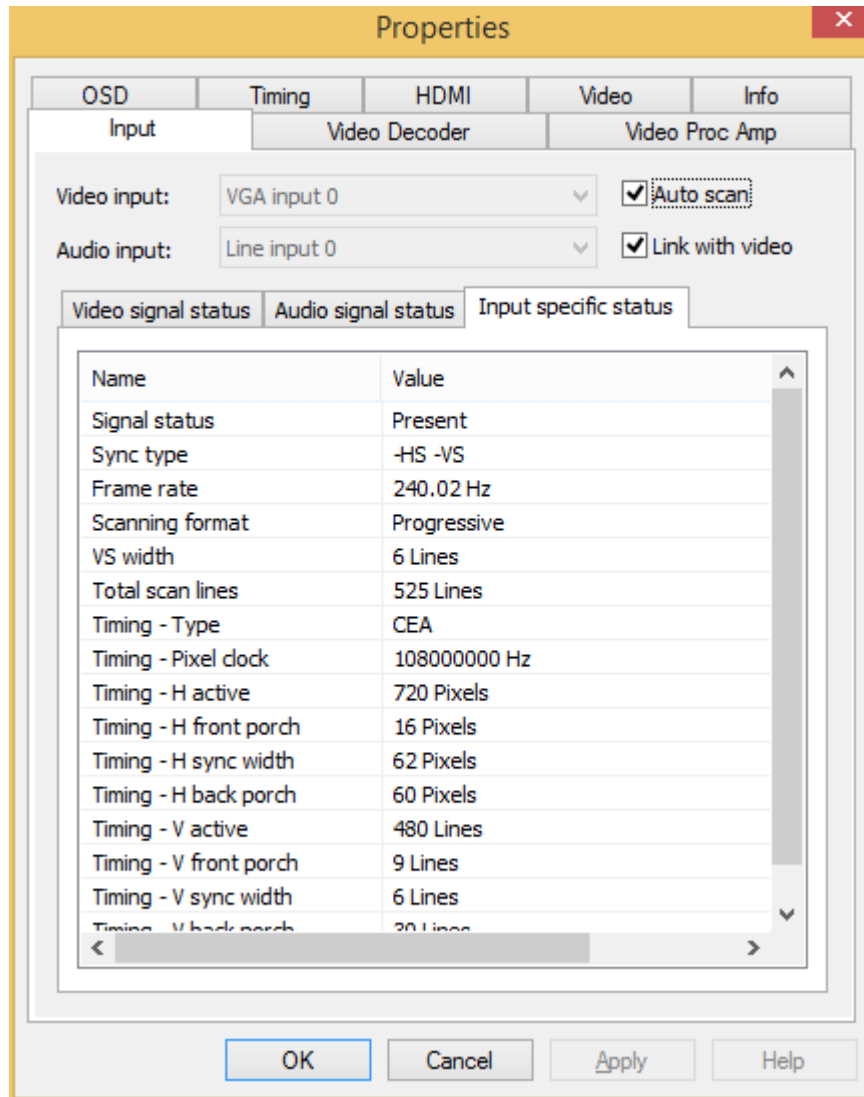 Properties
OSD Timing HDMI Video Info
Input Video Decoder Video Proc Amp
Video input: VGA input 0 Auto scan
Audio input: Line input 0 Link with video
Video signal status Audio signal status Input specific status
Name Value
Signal status Present
Sync type -HS -VS
Frame rate 240.02 Hz
Scanning format Progressive
VS width 6 Lines
Total scan lines 525 Lines
Timing - Type CEA
Timing - Pixel clock 108000000 Hz
Timing - H active 720 Pixels
Timing - H front porch 16 Pixels
Timing - H sync width 62 Pixels
Timing - H back porch 60 Pixels
Timing - V active 480 Lines
Timing - V front porch 9 Lines
Timing - V sync width 6 Lines
Timing - V back porch 30 Lines
OK Cancel Apply Help